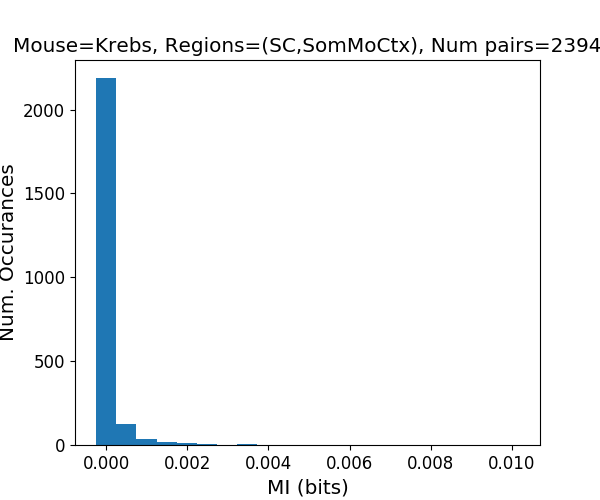 Mouse=Krebs, Regions=(SC,SomMoCtx), Num pairs=2394
2000
1500
1000
500
0
Num. Occurances
0.000 0.002 0.004 0.006 0.008 0.010
MI (bits)